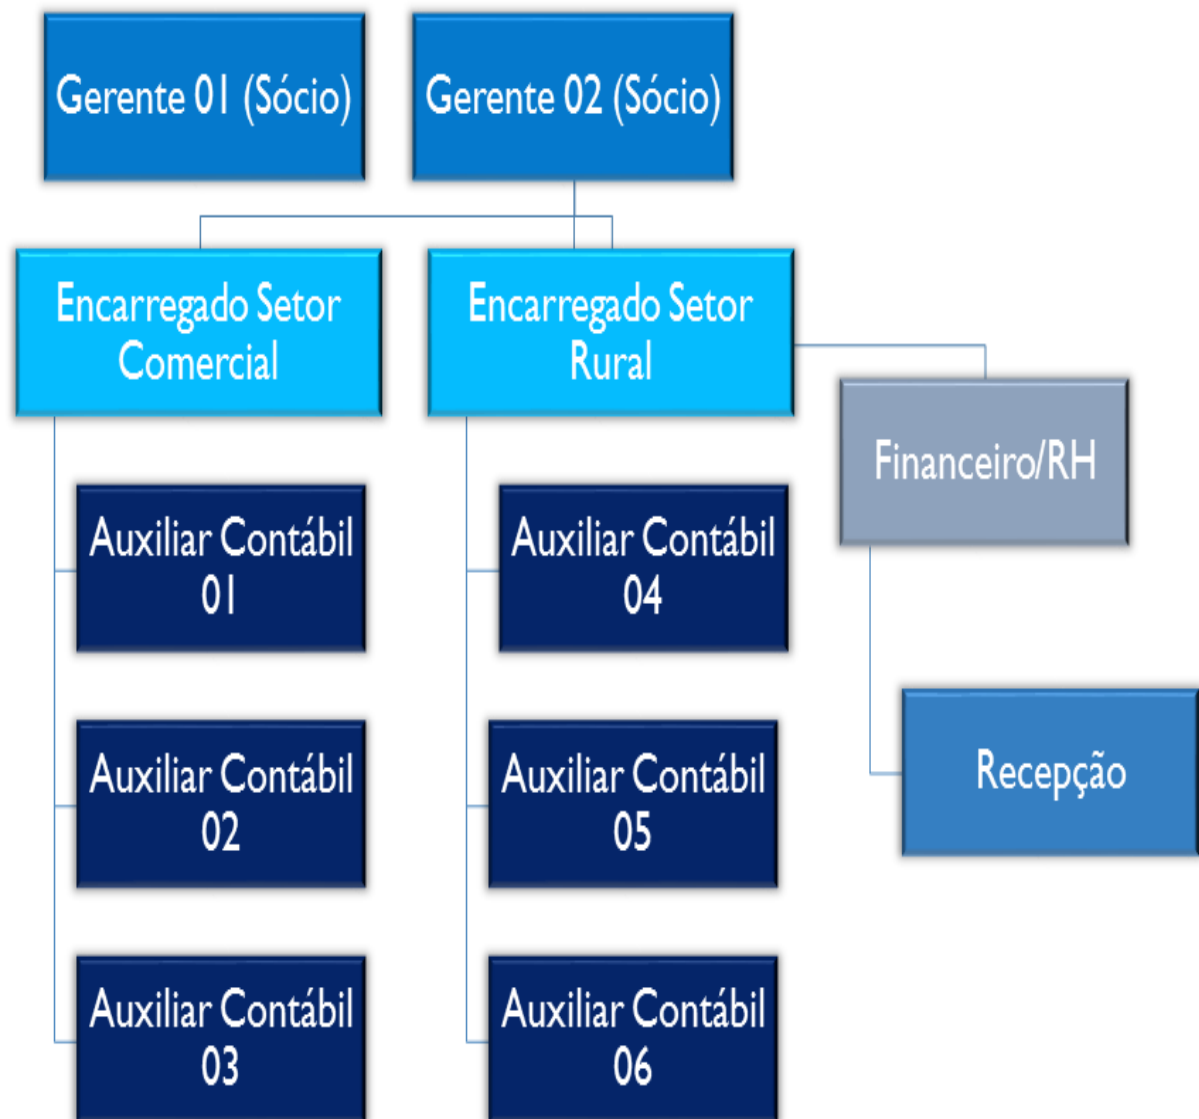 Gerente 01 (Sócio)
Gerente 02 (Sócio)
Encarregado Setor
Comercial
Encarregado Setor
Rural
Financeiro/RH
Auxiliar Contábil
01
Auxiliar Contábil
04
Auxiliar Contábil
02
Auxiliar Contábil
05
Recepção
Auxiliar Contábil
03
Auxiliar Contábil
06